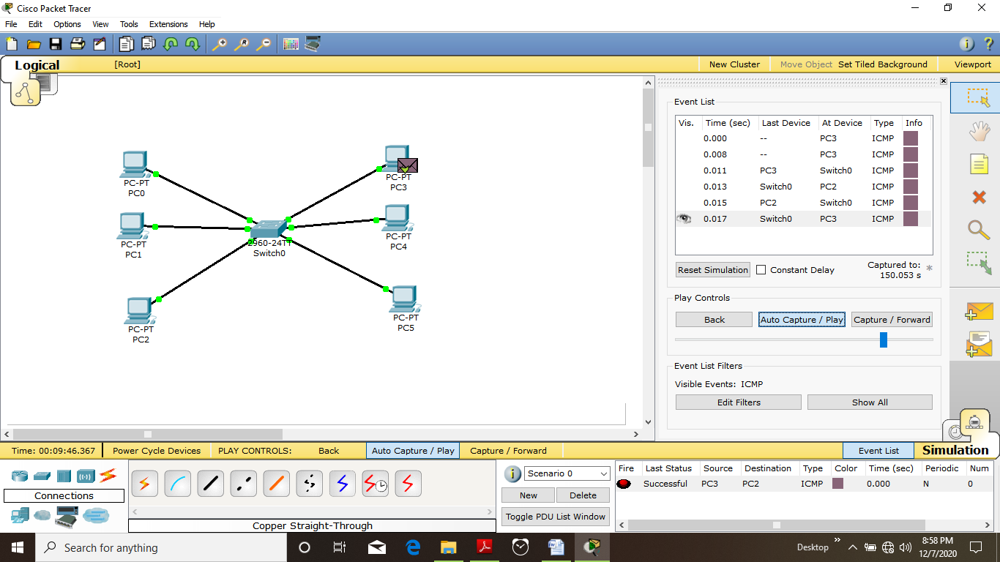 Cisco Packet Tracer
File Edit Options View Tools Extensions Help
Logical [Root] New Cluster Move Object Set Tiled Background Viewport
PC-PT
PC0
PC-PT
PC1
PC-PT
PC2
2960-24TT
Switch0
PC-PT
PC3
PC-PT
PC4
PC-PT
PC5
Event List
Vis. Time (sec) Last Device At Device Type Info
0.000 -- PC3 ICMP
0.008 -- PC3 ICMP
0.011 PC3 Switch0 ICMP
0.013 Switch0 PC2 ICMP
0.015 PC2 Switch0 ICMP
0.017 Switch0 PC3 ICMP
Reset Simulation Constant Delay Captured to: *
150.053 s
Play Controls
Back Auto Capture / Play Capture / Forward
Event List Filters
Visible Events: ICMP
Edit Filters Show All
Time: 00:09:46.367 Power Cycle Devices PLAY CONTROLS: Back Auto Capture / Play Capture / Forward Event List Simulation
Connections
Copper Straight-Through
Scenario 0
New Delete
Toggle PDU List Window
Fire Last Status Source Destination Type Color Time (sec) Periodic Num
Successful PC3 PC2 ICMP 0.000 N 0
Search for anything
Desktop
8:58 PM
12/7/2020